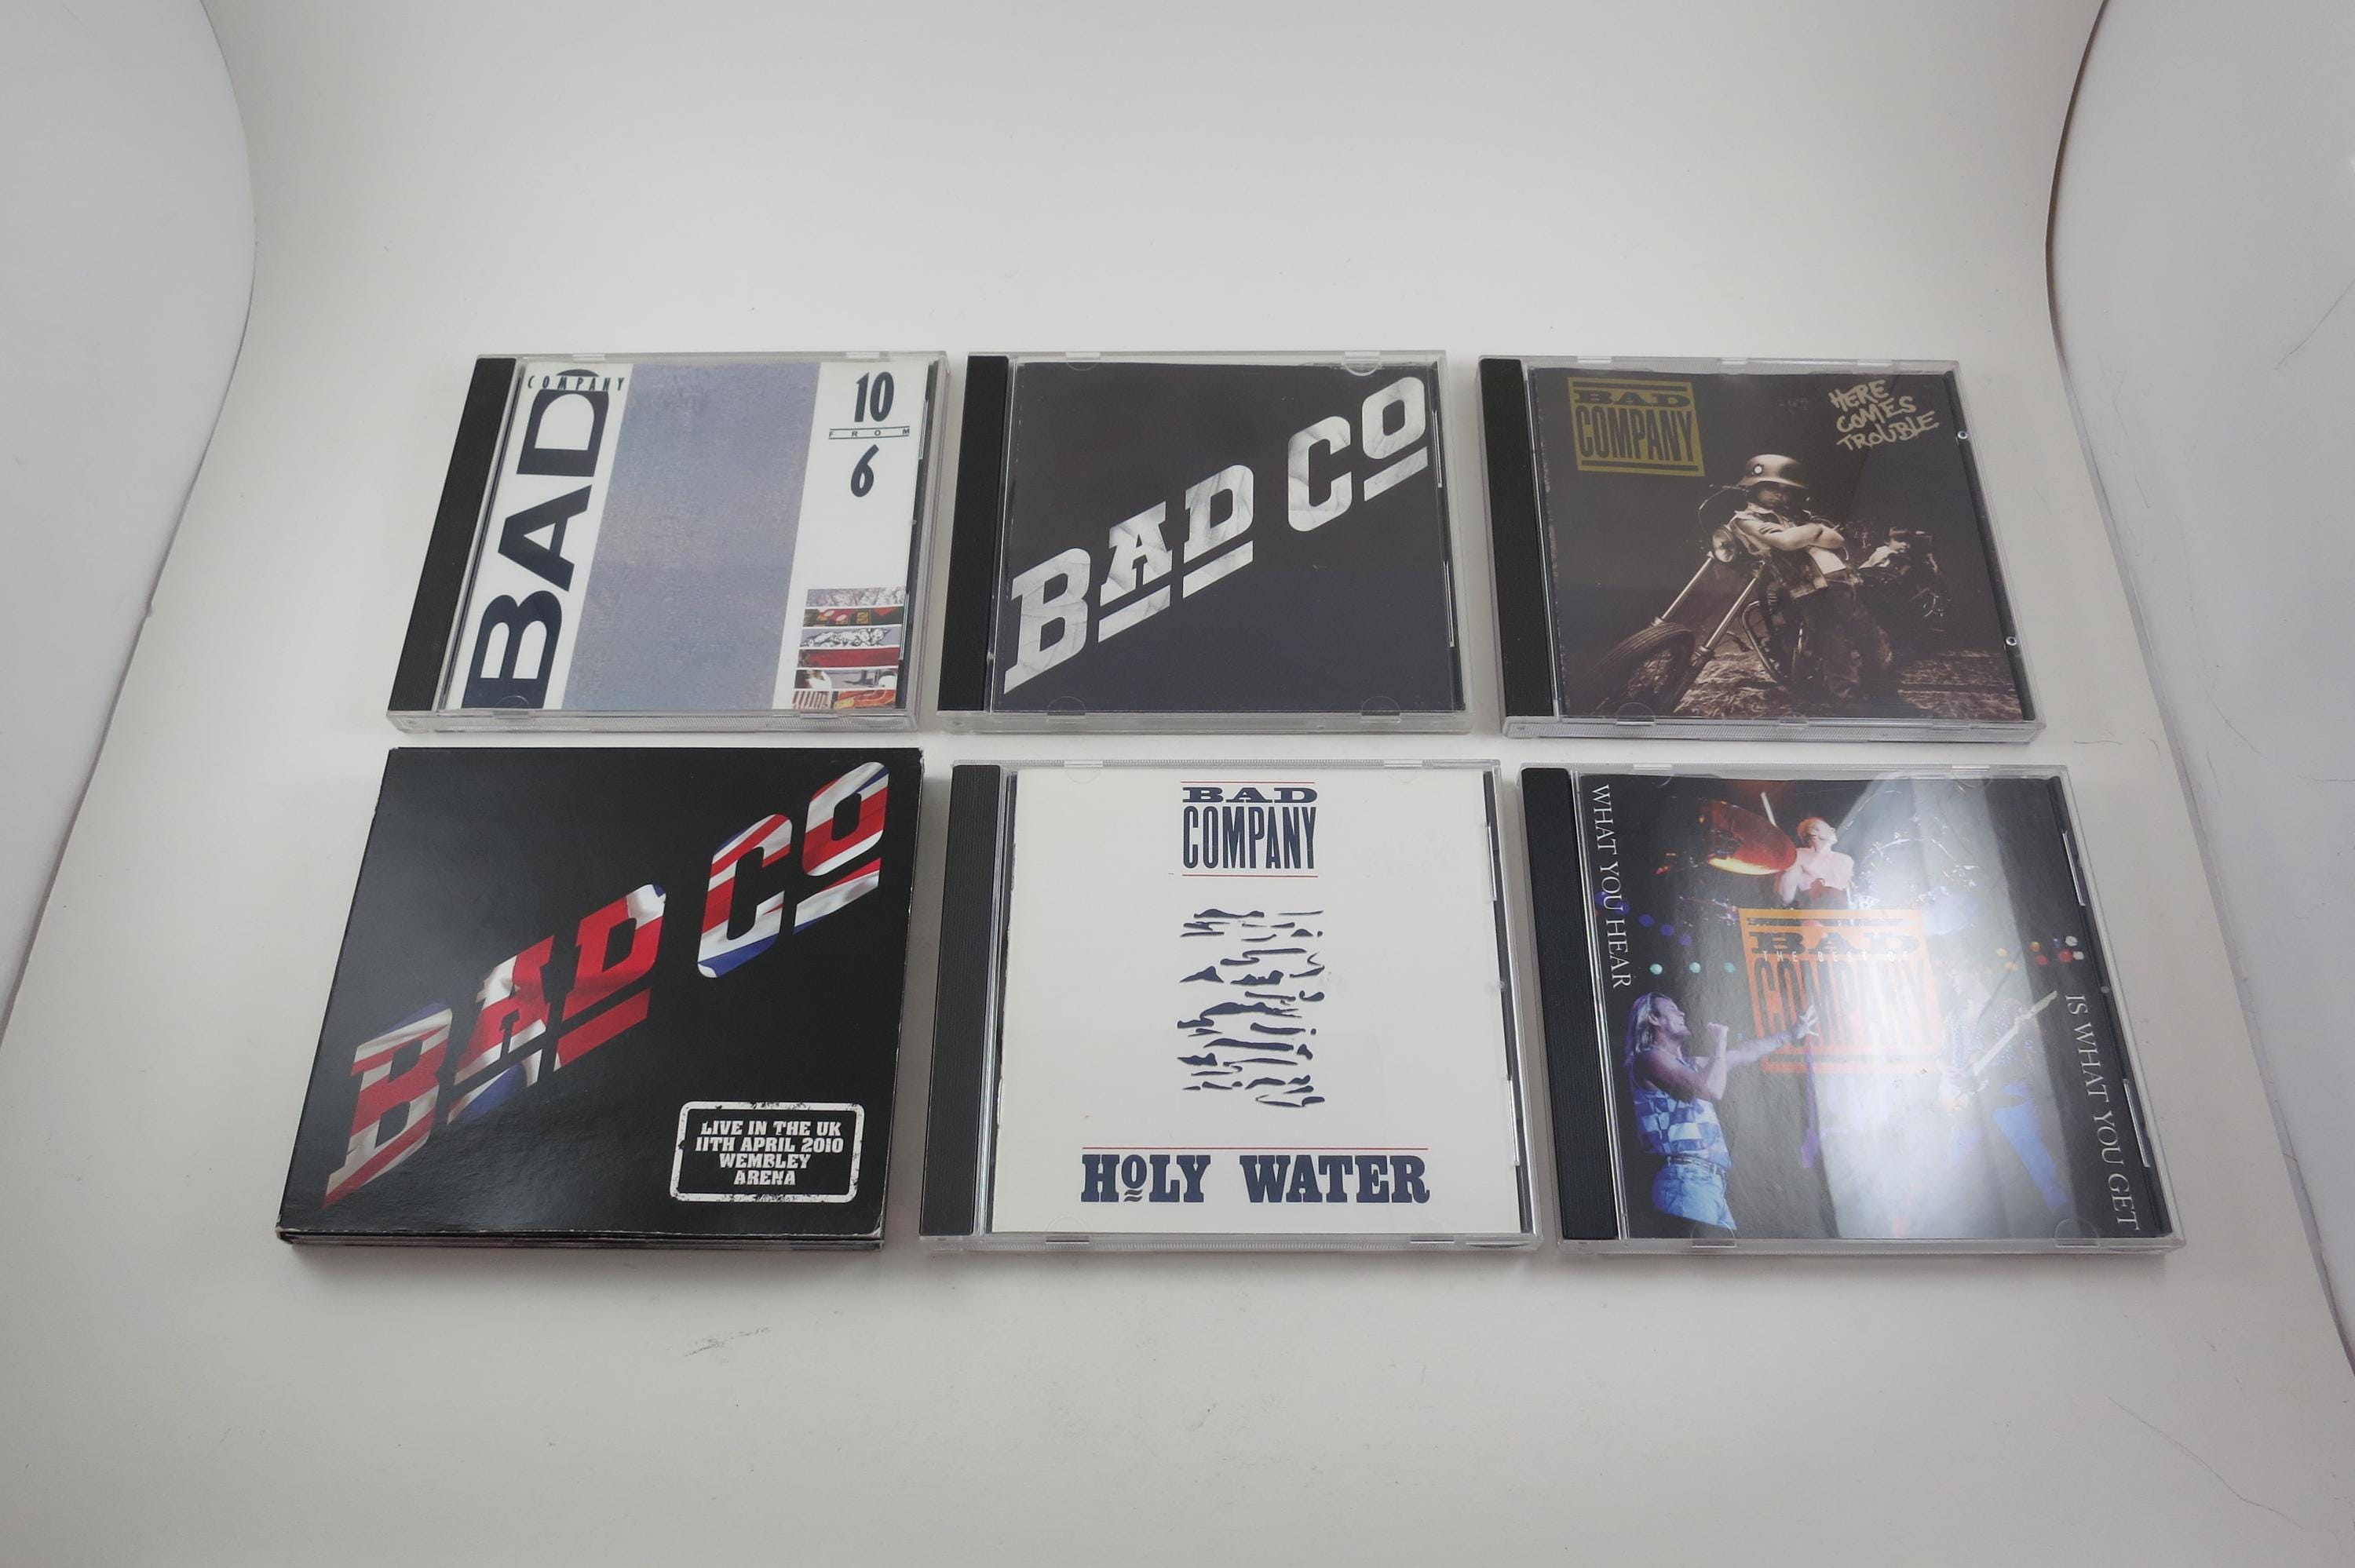 COMPANY
BAD
10
FROM
6
BAD CO
BAD
COMPANY
HERE
COMES
TROUBLE
BAD CO
LIVE IN THE UK
11TH APRIL 2010
WEMBLEY
ARENA
BAD
COMPANY
HOLY WATER
WHAT YOU HEAR
BAD
THE BEST OF
COMPANY
IS WHAT YOU GET